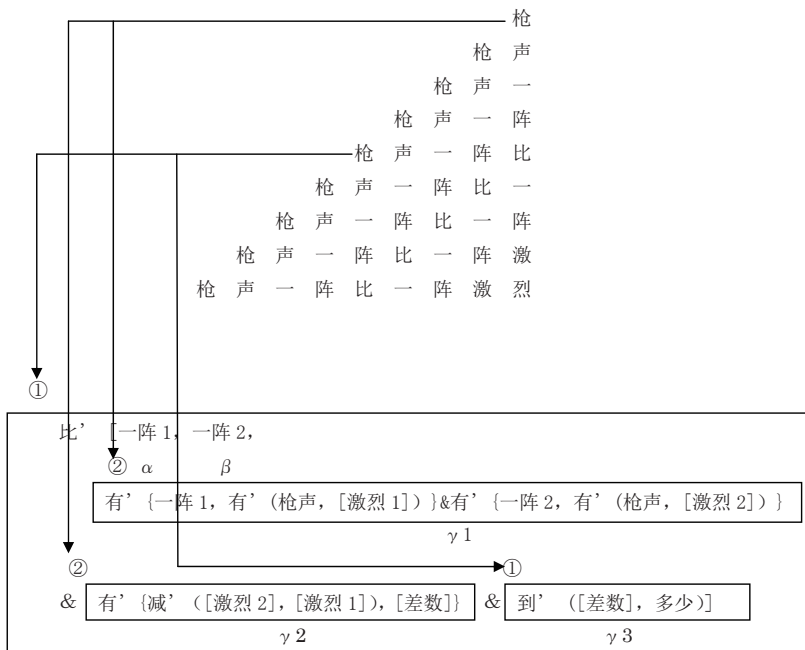 枪
枪 声
枪 声 一
枪 声 一 阵
枪 声 一 阵 比
枪 声 一 阵 比 一
枪 声 一 阵 比 一 阵
枪 声 一 阵 比 一 阵 激
枪 声 一 阵 比 一 阵 激 烈
①
比’ [一阵 1, 一阵 2,
② α β
有’{一阵 1, 有’(枪声, [激烈 1])}&有’{一阵 2, 有’(枪声, [激烈 2])}
γ 1
② ①
& 有’{减’([激烈 2], [激烈 1]), [差数]} & 到’([差数], 多少)]
γ 2 γ 3